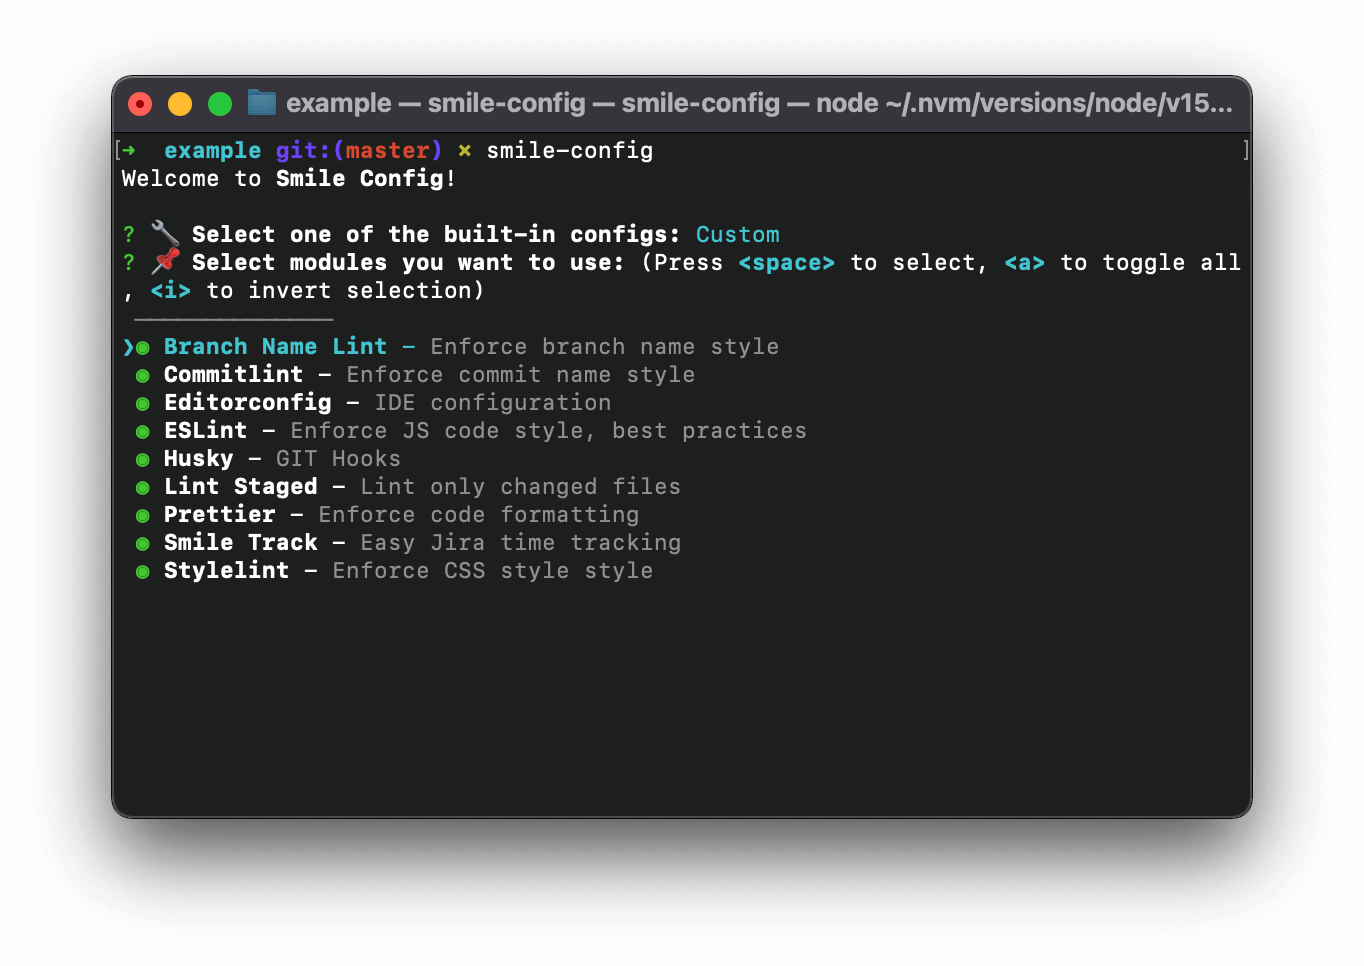 example — smile-config — smile-config — node ~/.nvm/versions/node/v15...
[➜  example git:(master) ✗ smile-config ]
Welcome to Smile Config!
? 🔧 Select one of the built-in configs: Custom
? 📌 Select modules you want to use: (Press <space> to select, <a> to toggle all
, <i> to invert selection)
──────────────
❯◉ Branch Name Lint – Enforce branch name style
◉ Commitlint – Enforce commit name style
◉ Editorconfig – IDE configuration
◉ ESLint – Enforce JS code style, best practices
◉ Husky – GIT Hooks
◉ Lint Staged – Lint only changed files
◉ Prettier – Enforce code formatting
◉ Smile Track – Easy Jira time tracking
◉ Stylelint – Enforce CSS style style